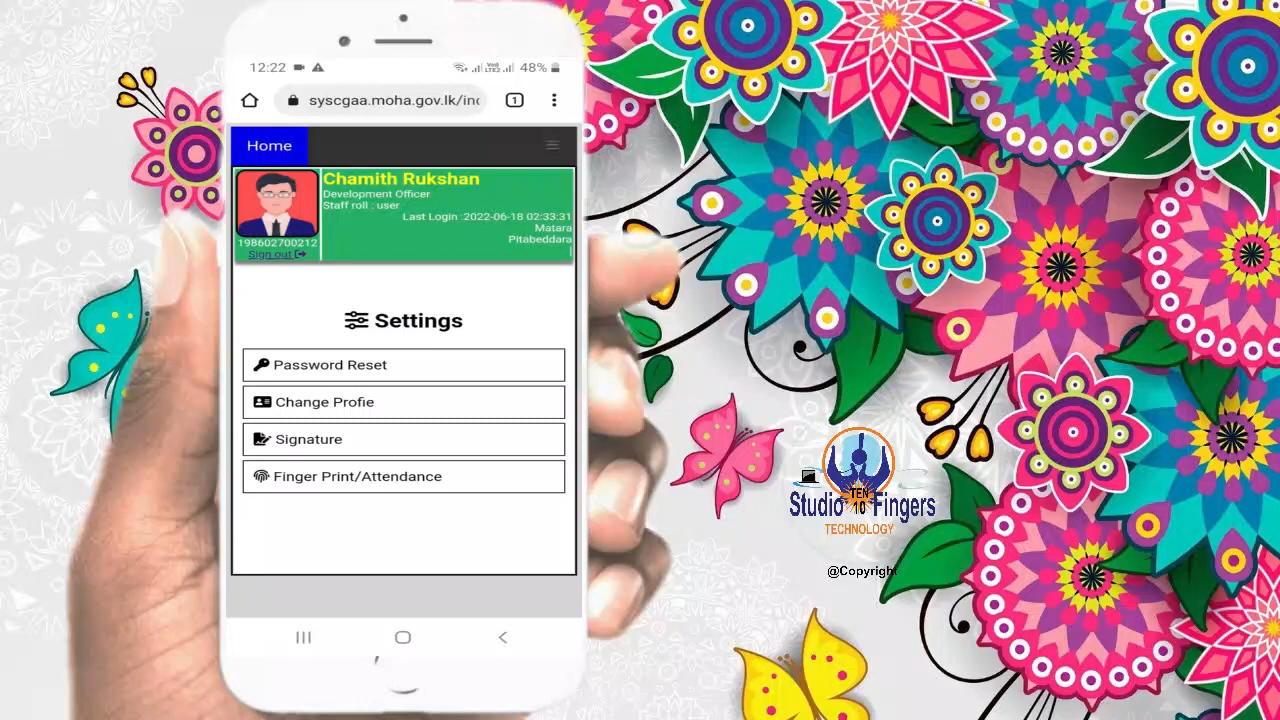 12:22
48%
syscgaa.moha.gov.lk/in
1
Home
Chamith Rukshan
Development Officer
Staff roll : user
Last Login :2022-06-18 02:33:31
Matara
Pitabeddara
198602700212
Sign out
Settings
Password Reset
Change Profie
Signature
Finger Print/Attendance
Studio TEN 10 Fingers
TECHNOLOGY
@Copyright